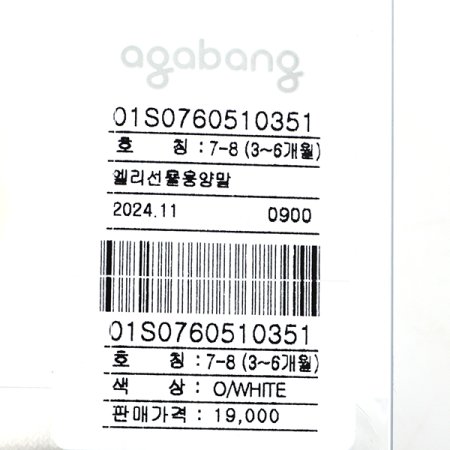 agabang
01S0760510351
호 칭 : 7-8 (3~6개월)
엘리선물용양말
2024.11 0900
01S0760510351
호 칭 : 7-8 (3~6개월)
색 상 : O/WHITE
판매가격 : 19,000